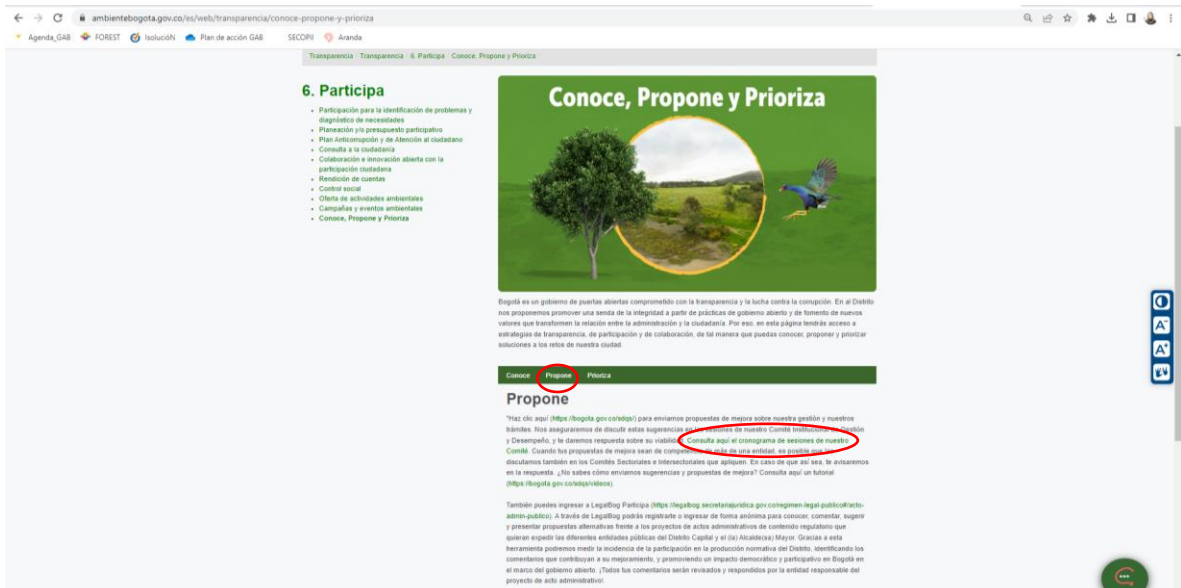 ambientebogota.gov.co/es/web/transparencia/conoce-propone-y-prioriza
Agenda_GAB FOREST IsolucióN Plan de acción GAB SECOPII Aranda
Transparencia Transparencia 6. Participa Conoce, Propone y Prioriza
6. Participa
Participación para la identificación de problemas y
diagnóstico de necesidades
Planeación y/o presupuesto participativo
Plan Anticorrupción y de Atención al ciudadano
Consulta a la ciudadanía
Colaboración e innovación abierta con la
participación ciudadana
Rendición de cuentas
Control social
Oferta de actividades ambientales
Campañas y eventos ambientales
Conoce, Propone y Prioriza
Conoce, Propone y Prioriza
Bogotá es un gobierno de puertas abiertas comprometido con la transparencia y la lucha contra la corrupción. En al Distrito
nos proponemos promover una senda de la integridad a partir de prácticas de gobierno abierto y de fomento de nuevos
valores que transformen la relación entre la administración y la ciudadanía. Por eso, en esta página tendrás acceso a
estrategias de transparencia, de participación y de colaboración, de tal manera que puedas conocer, proponer y priorizar
soluciones a los retos de nuestra ciudad.
Conoce Propone Prioriza
Propone
"Haz clic aquí (https://bogota.gov.co/sdqs/) para enviarnos propuestas de mejora sobre nuestra gestión y nuestros
trámites. Nos aseguraremos de discutir estas sugerencias en las sesiones de nuestro Comité Institucional de Gestión
y Desempeño, y te daremos respuesta sobre su viabilidad. Consulta aquí el cronograma de sesiones de nuestro
Comité. Cuando tus propuestas de mejora sean de competencia de más de una entidad, es posible que las
discutamos también en los Comités Sectoriales e Intersectoriales que apliquen. En caso de que así sea, te avisaremos
en la respuesta. ¿No sabes cómo enviarnos sugerencias y propuestas de mejora? Consulta aquí un tutorial
(https://bogota.gov.co/sdqs/videos).
También puedes ingresar a LegalBog Participa (https://legalbog.secretariajuridica.gov.co/regimen-legal-publico#/acto-
admin-publico). A través de LegalBog podrás registrarte o ingresar de forma anónima para conocer, comentar, sugerir
y presentar propuestas alternativas frente a los proyectos de actos administrativos de contenido regulatorio que
quieran expedir las diferentes entidades públicas del Distrito Capital y el (la) Alcalde(sa) Mayor. Gracias a esta
herramienta podremos medir la incidencia de la participación en la producción normativa del Distrito, identificando los
comentarios que contribuyan a su mejoramiento, y promoviendo un impacto democrático y participativo en Bogotá en
el marco del gobierno abierto. ¡Todos tus comentarios serán revisados y respondidos por la entidad responsable del
proyecto de acto administrativo!
A-
A+